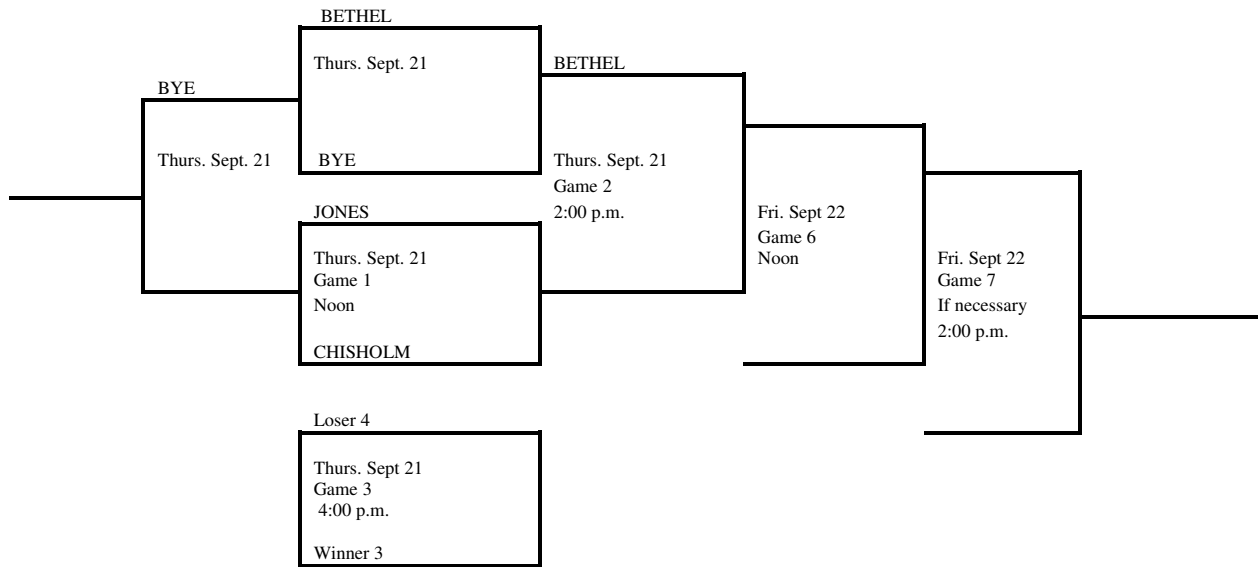 BETHEL
Thurs. Sept. 21
BETHEL
BYE
Thurs. Sept. 21
BYE
Thurs. Sept. 21
Game 2
2:00 p.m.
JONES
Thurs. Sept. 21
Game 1
Noon
CHISHOLM
Fri. Sept 22
Game 6
Noon
Fri. Sept 22
Game 7
If necessary
2:00 p.m.
Loser 4
Thurs. Sept 21
Game 3
4:00 p.m.
Winner 3